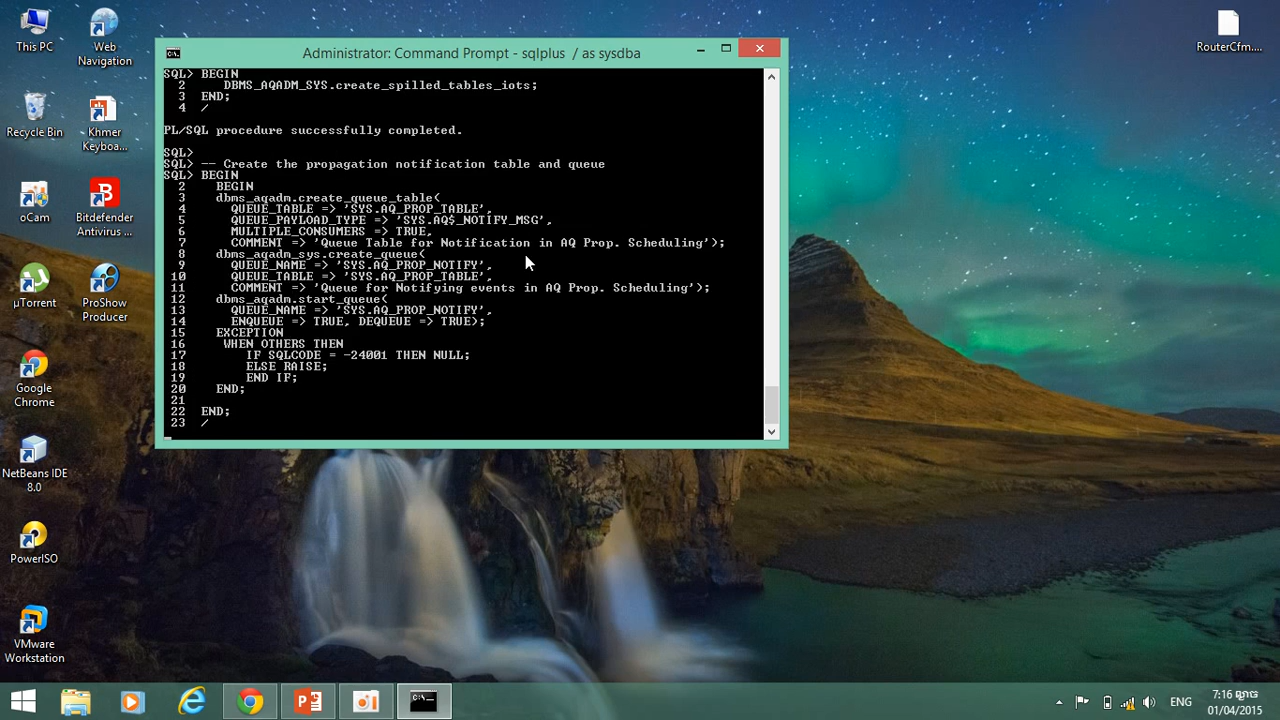 This PC
Web
Navigation
Recycle Bin
Khmer
Keyboa...
oCam
Bitdefender
Antivirus ...
µTorrent
ProShow
Producer
Google
Chrome
NetBeans IDE
8.0
PowerISO
VMware
Workstation
RouterCfm....
Administrator: Command Prompt - sqlplus / as sysdba
SQL> BEGIN
2 DBMS_AQADM_SYS.create_spilled_tables_iots;
3 END;
4 /
PL/SQL procedure successfully completed.
SQL>
SQL> -- Create the propagation notification table and queue
SQL> BEGIN
2 BEGIN
3 dbms_aqadm.create_queue_table(
4 QUEUE_TABLE => 'SYS.AQ_PROP_TABLE',
5 QUEUE_PAYLOAD_TYPE => 'SYS.AQ$_NOTIFY_MSG',
6 MULTIPLE_CONSUMERS => TRUE,
7 COMMENT => 'Queue Table for Notification in AQ Prop. Scheduling');
8 dbms_aqadm_sys.create_queue(
9 QUEUE_NAME => 'SYS.AQ_PROP_NOTIFY',
10 QUEUE_TABLE => 'SYS.AQ_PROP_TABLE',
11 COMMENT => 'Queue for Notifying events in AQ Prop. Scheduling');
12 dbms_aqadm.start_queue(
13 QUEUE_NAME => 'SYS.AQ_PROP_NOTIFY',
14 ENQUEUE => TRUE, DEQUEUE => TRUE);
15 EXCEPTION
16 WHEN OTHERS THEN
17 IF SQLCODE = -24001 THEN NULL;
18 ELSE RAISE;
19 END IF;
20 END;
21
22 END;
23 /
ENG
7:16
01/04/2015